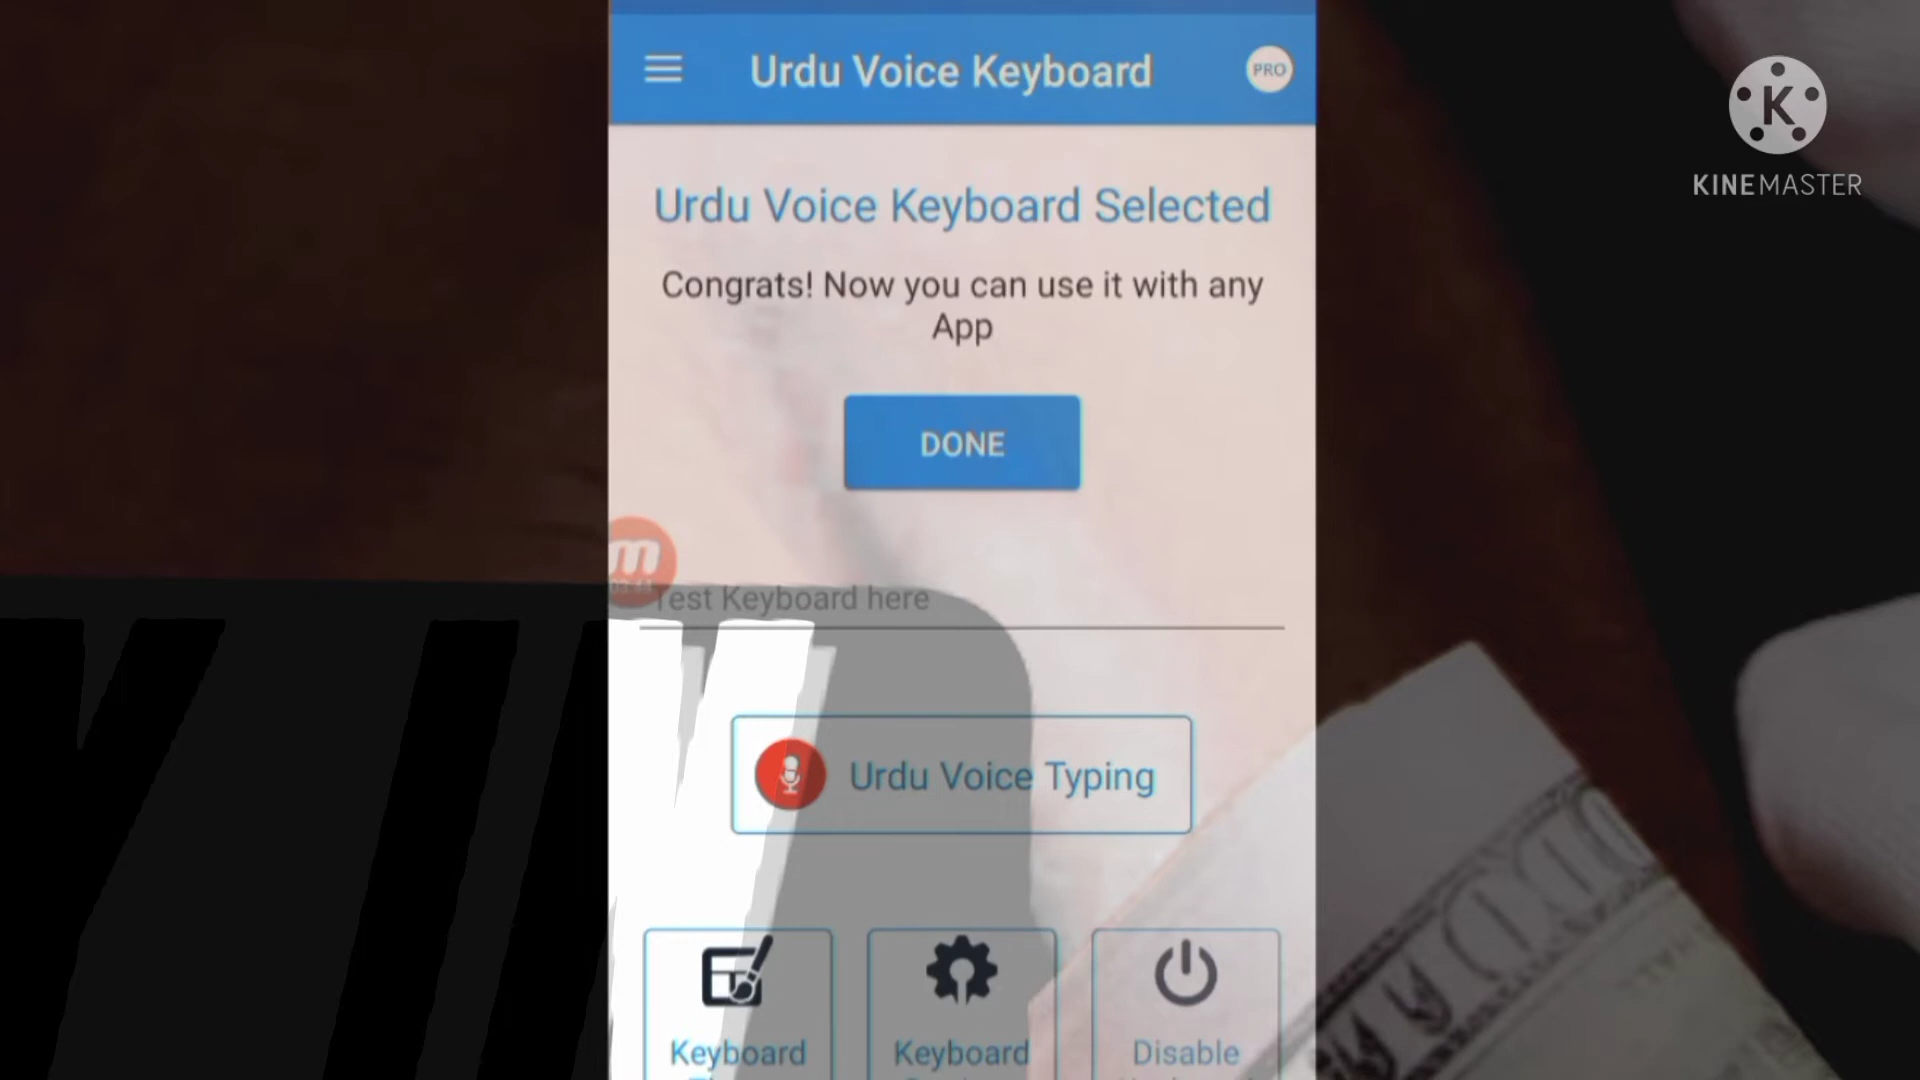 Urdu Voice Keyboard
PRO
K
KINEMASTER
Urdu Voice Keyboard Selected
Congrats! Now you can use it with any
App
DONE
m
Test Keyboard here
Urdu Voice Typing
Keyboard
Keyboard
Disable